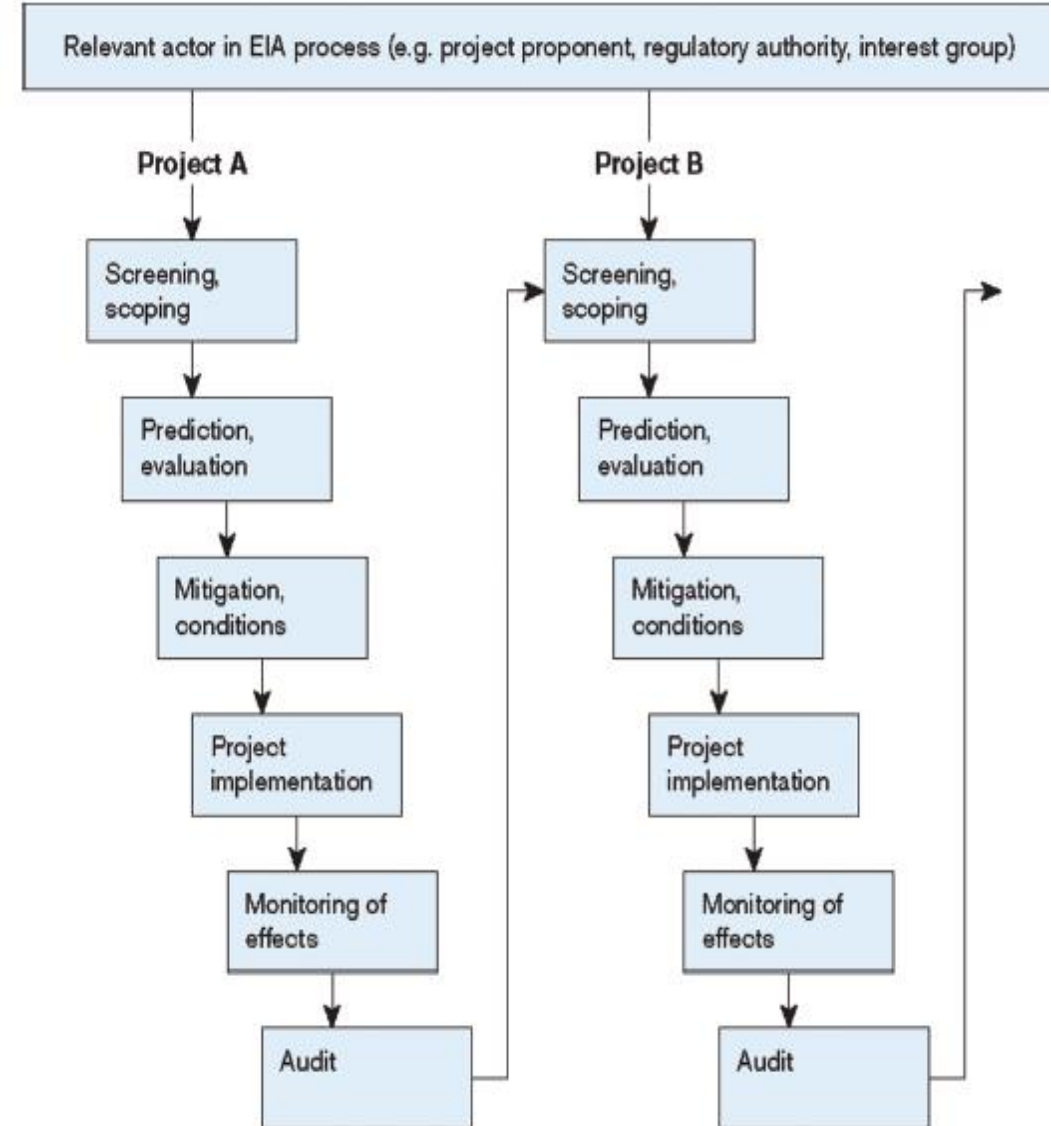 Relevant actor in EIA process (e.g. project proponent, regulatory authority, interest group)
Project A
Screening,
scoping
Prediction,
evaluation
Mitigation,
conditions
Project
implementation
Monitoring of
effects
Audit
Project B
Screening,
scoping
Prediction,
evaluation
Mitigation,
conditions
Project
implementation
Monitoring of
effects
Audit